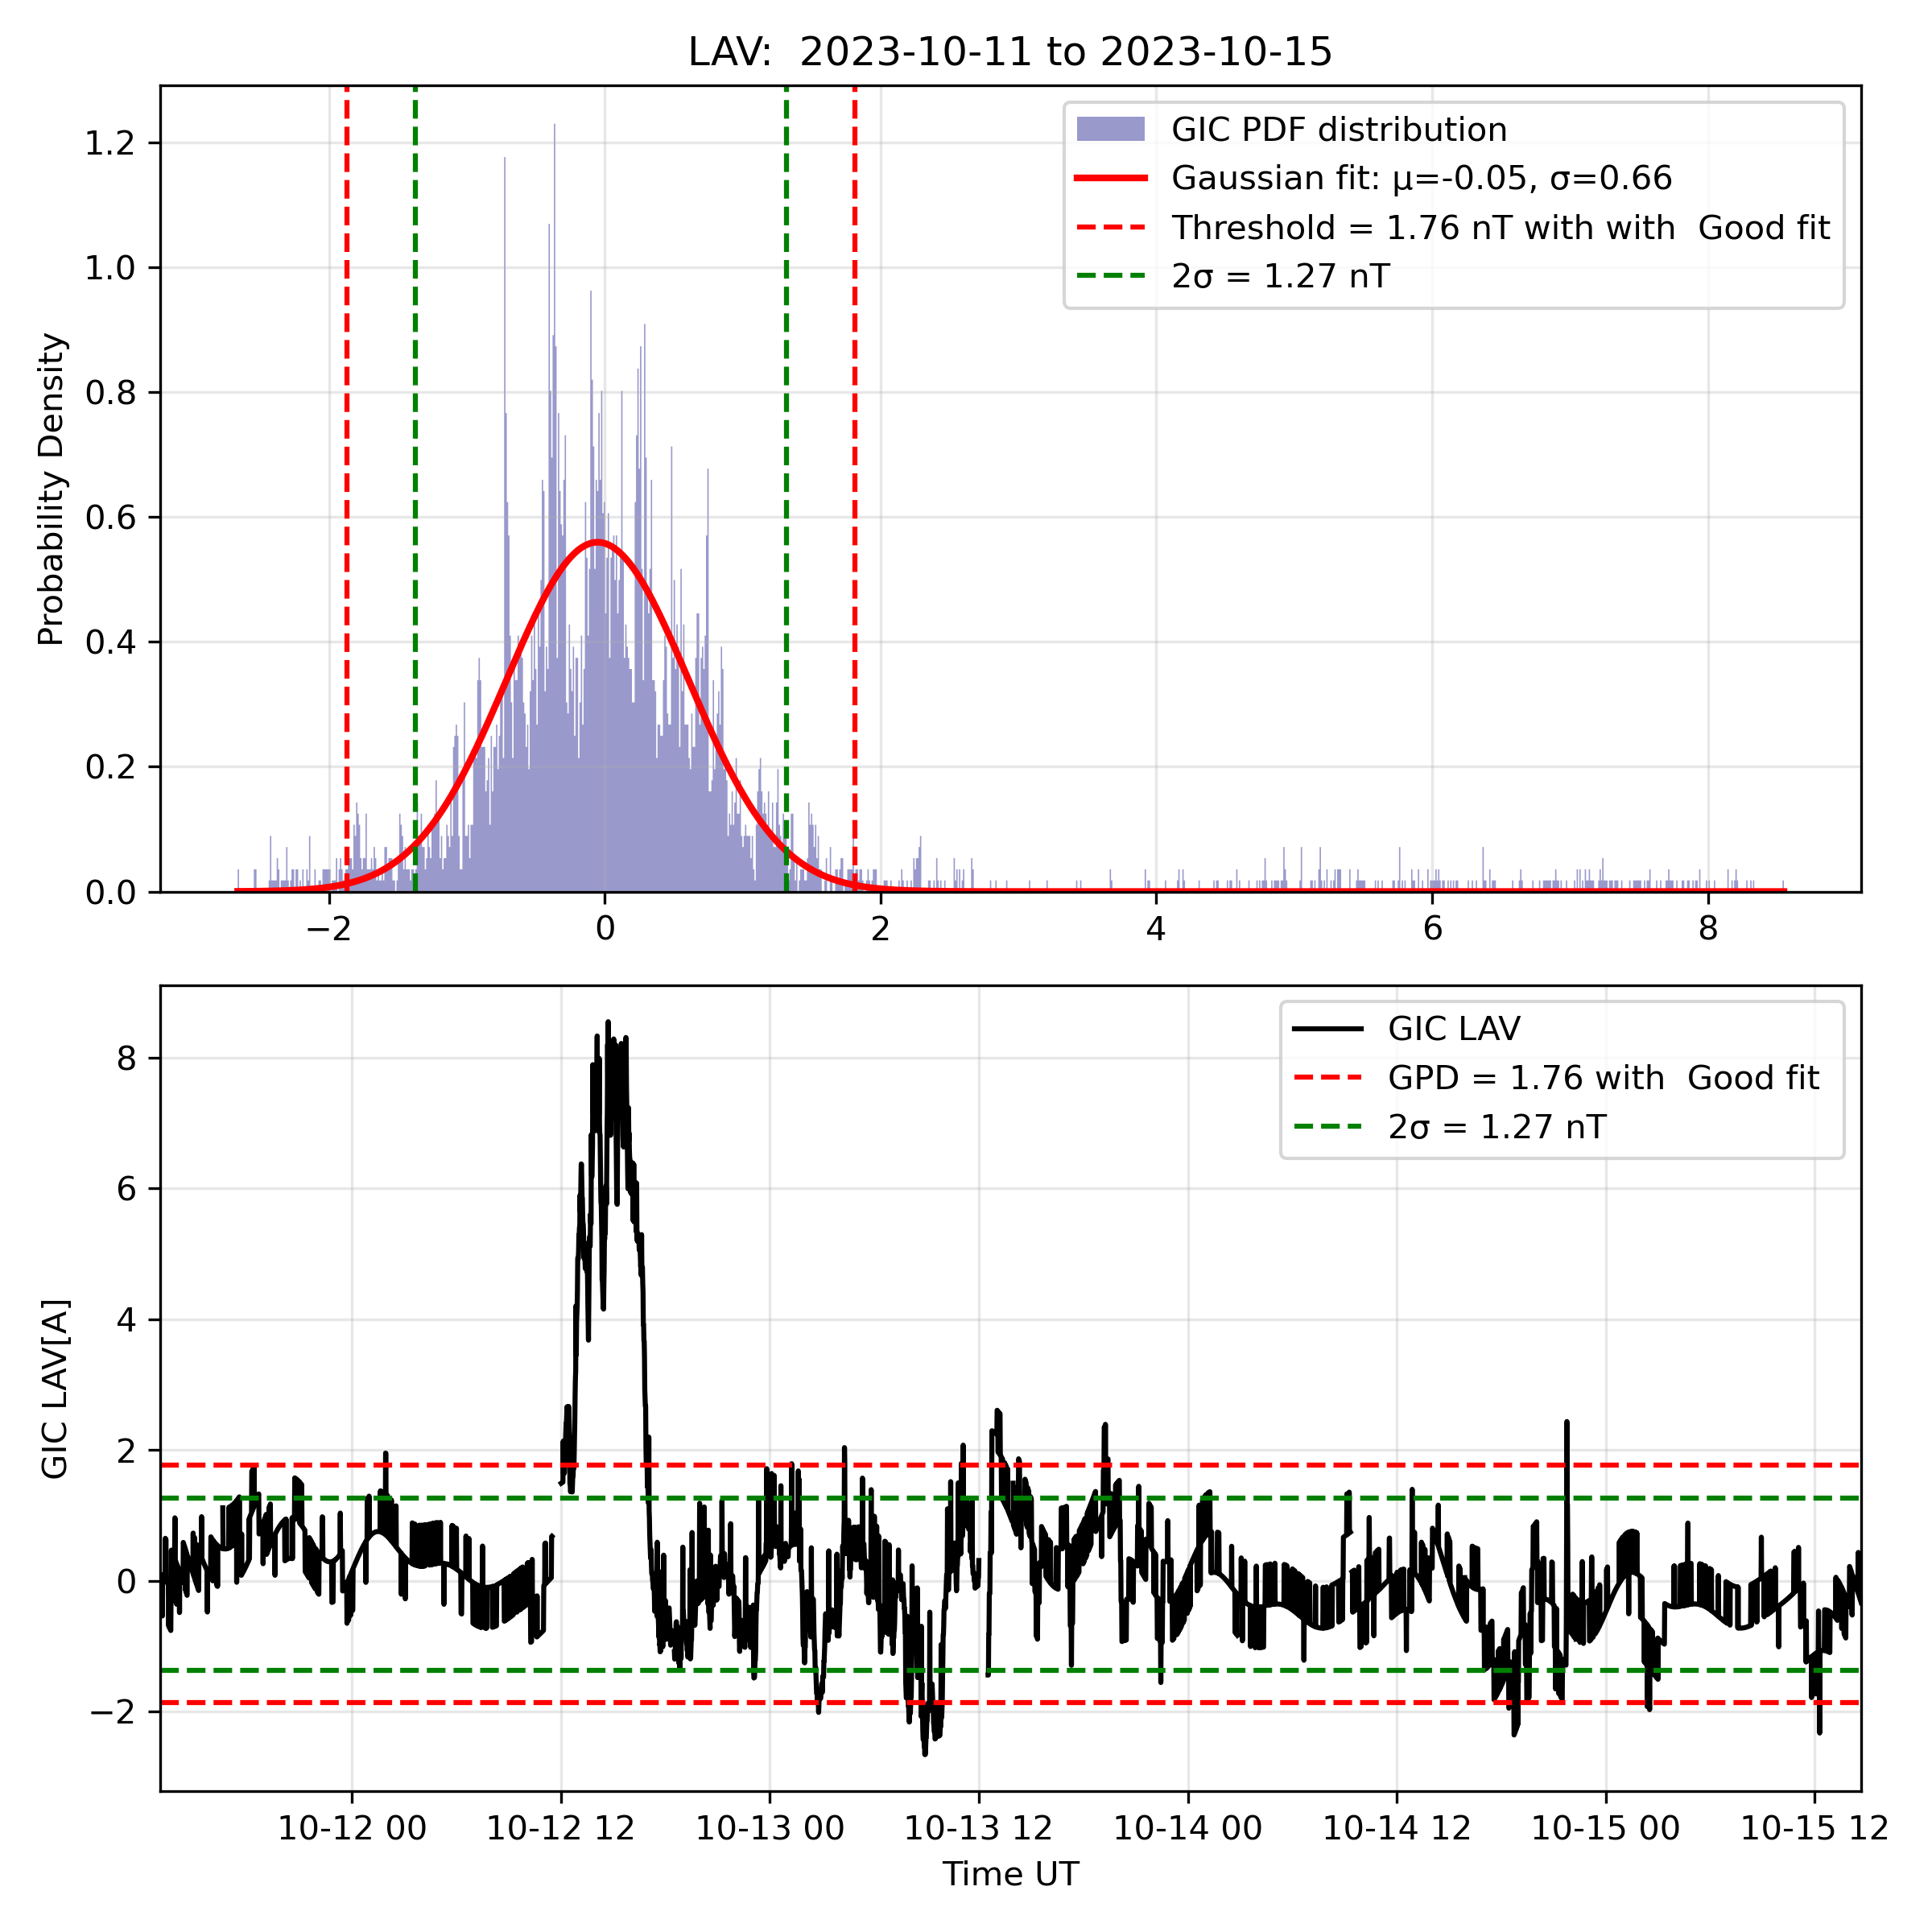 LAV:  2023-10-11 to 2023-10-15
1.2
1.0
0.8
0.6
0.4
0.2
0.0
Probability Density
GIC PDF distribution
Gaussian fit: μ=-0.05, σ=0.66
Threshold = 1.76 nT with with  Good fit
2σ = 1.27 nT
−2 0 2 4 6 8
8
6
4
2
0
−2
GIC LAV[A]
GIC LAV
GPD = 1.76 with  Good fit
2σ = 1.27 nT
10-12 00 10-12 12 10-13 00 10-13 12 10-14 00 10-14 12 10-15 00 10-15 12
Time UT